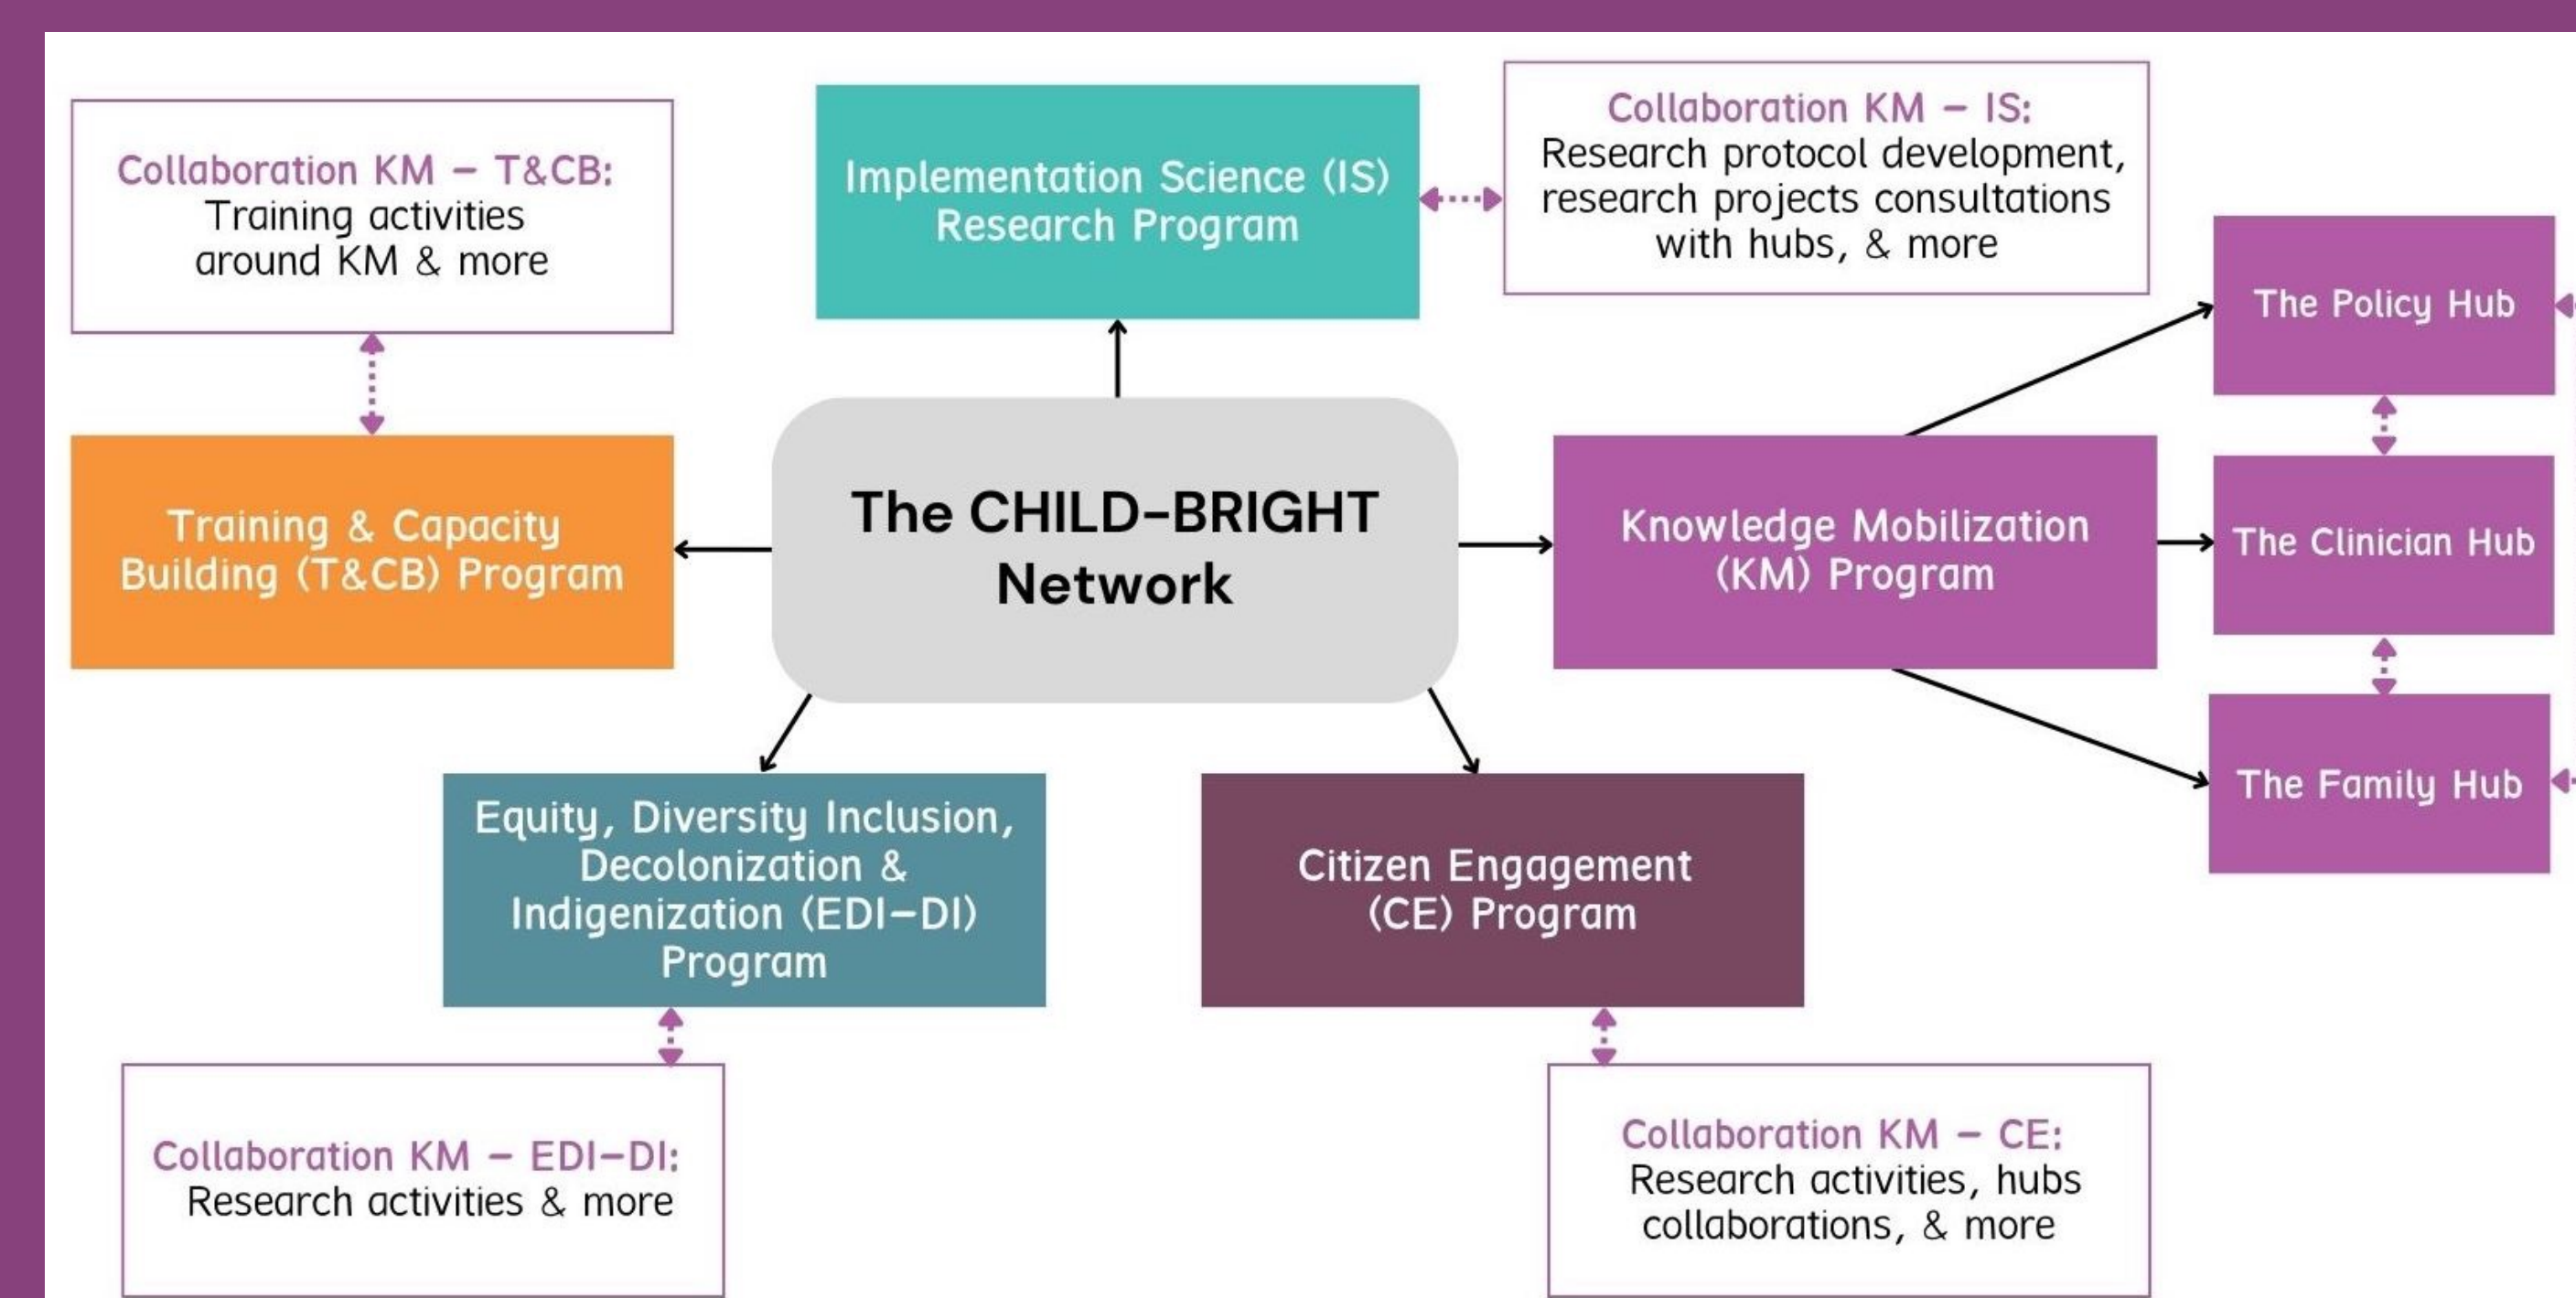 Collaboration KM – T&CB:
Training activities
around KM & more
Implementation Science (IS)
Research Program
Collaboration KM – IS:
Research protocol development,
research projects consultations
with hubs, & more
The Policy Hub
Training & Capacity
Building (T&CB) Program
The CHILD-BRIGHT
Network
Knowledge Mobilization
(KM) Program
The Clinician Hub
The Family Hub
Equity, Diversity Inclusion,
Decolonization &
Indigenization (EDI–DI)
Program
Citizen Engagement
(CE) Program
Collaboration KM – EDI–DI:
Research activities & more
Collaboration KM – CE:
Research activities, hubs
collaborations, & more